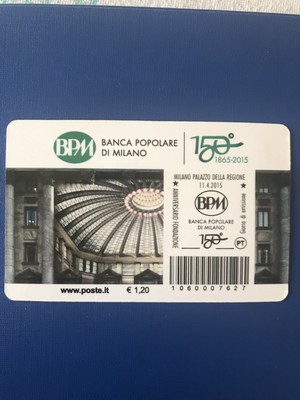 BPM
BANCA POPOLARE
DI MILANO
150°
1865-2015
MILANO PALAZZO DELLA REGIONE
11.4.2015
ANNIVERSARIO FONDAZIONE
BPM
BANCA POPOLARE
DI MILANO
150°
PT
Giorno di emissione
www.poste.it
€ 1,20
1060007627